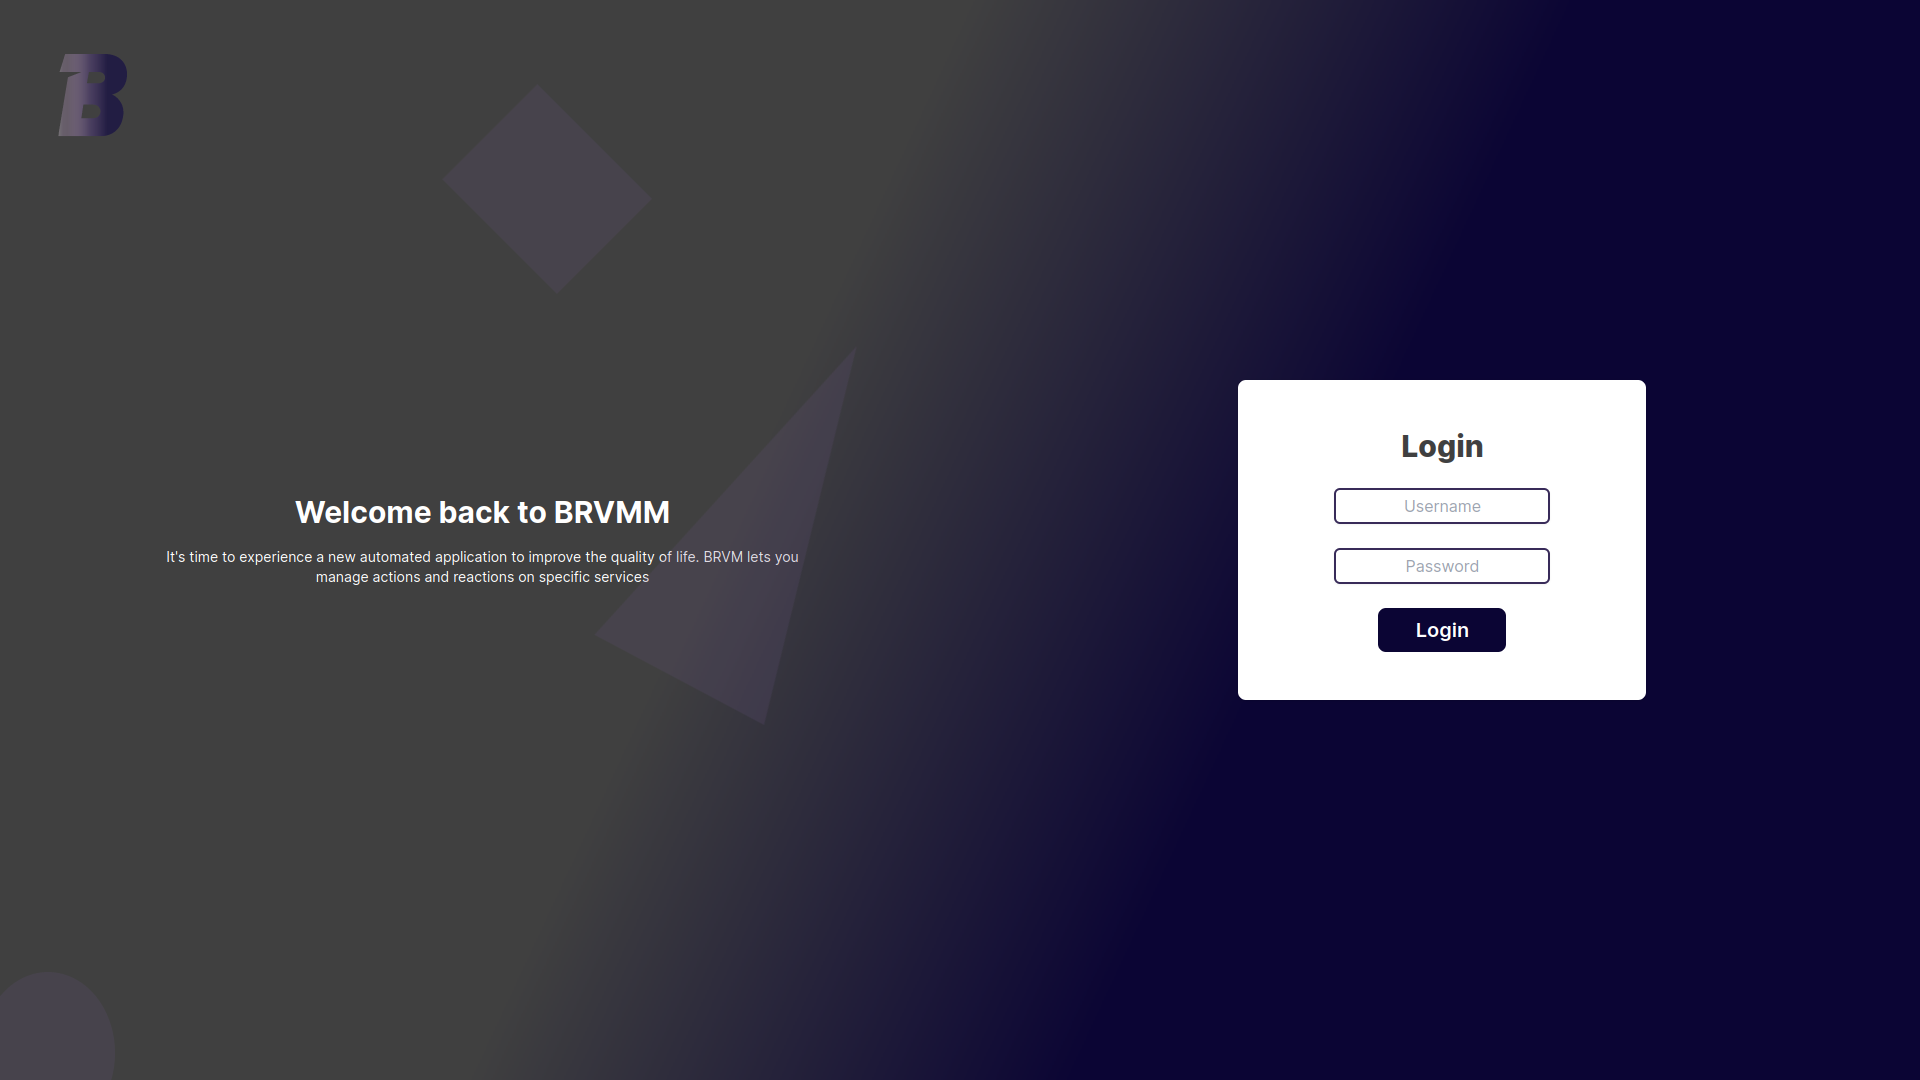 B
Welcome back to BRVMM
It's time to experience a new automated application to improve the quality of life. BRVM lets you
manage actions and reactions on specific services
Login
Username
Password
Login